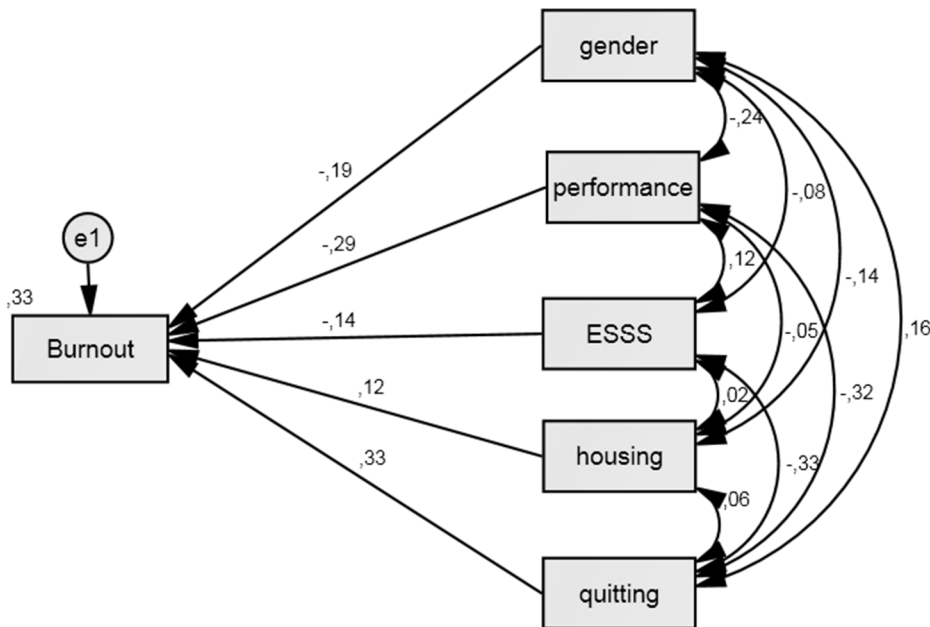 gender
-,24
-,19
performance
-,08
e1
-,29
,12
,33
-,14
ESSS
-,14
-,05
,16
Burnout
,12
,02
-,32
,33
housing
-,33
,06
quitting